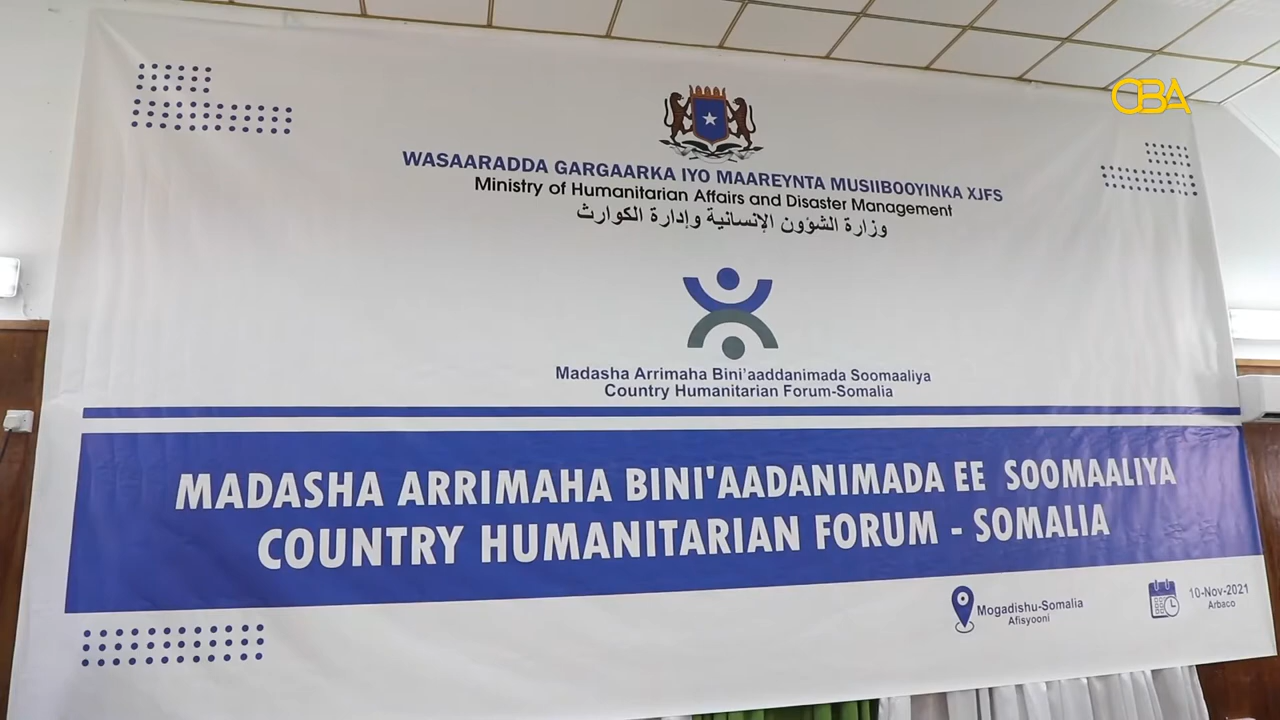 OBA
WASAARADDA GARGAARKA IYO MAAREYNTA MUSIIBOOYINKA XJFS
Ministry of Humanitarian Affairs and Disaster Management
وزارة الشؤون الإنسانية وإدارة الكوارث
Madasha Arrimaha Bini'aaddanimada Soomaaliya
Country Humanitarian Forum-Somalia
MADASHA ARRIMAHA BINI'AADANIMADA EE SOOMAALIYA
COUNTRY HUMANITARIAN FORUM - SOMALIA
Mogadishu-Somalia
Afisyooni
10-Nov-2021
Arbaco